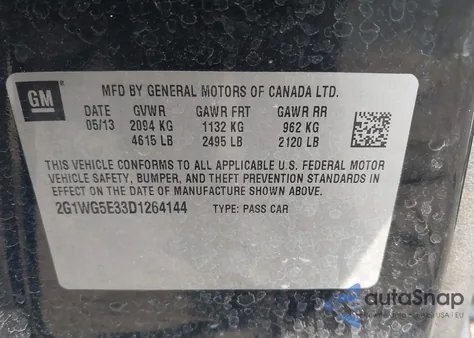 GM
MFD BY GENERAL MOTORS OF CANADA LTD.
DATE GVWR GAWR FRT GAWR RR
05/13 2094 KG 1132 KG 962 KG
4615 LB 2495 LB 2120 LB
THIS VEHICLE CONFORMS TO ALL APPLICABLE U.S. FEDERAL MOTOR
VEHICLE SAFETY, BUMPER, AND THEFT PREVENTION STANDARDS IN
EFFECT ON THE DATE OF MANUFACTURE SHOWN ABOVE.
2G1WG5E33D1264144 TYPE: PASS CAR
autoSnap
USA | EU